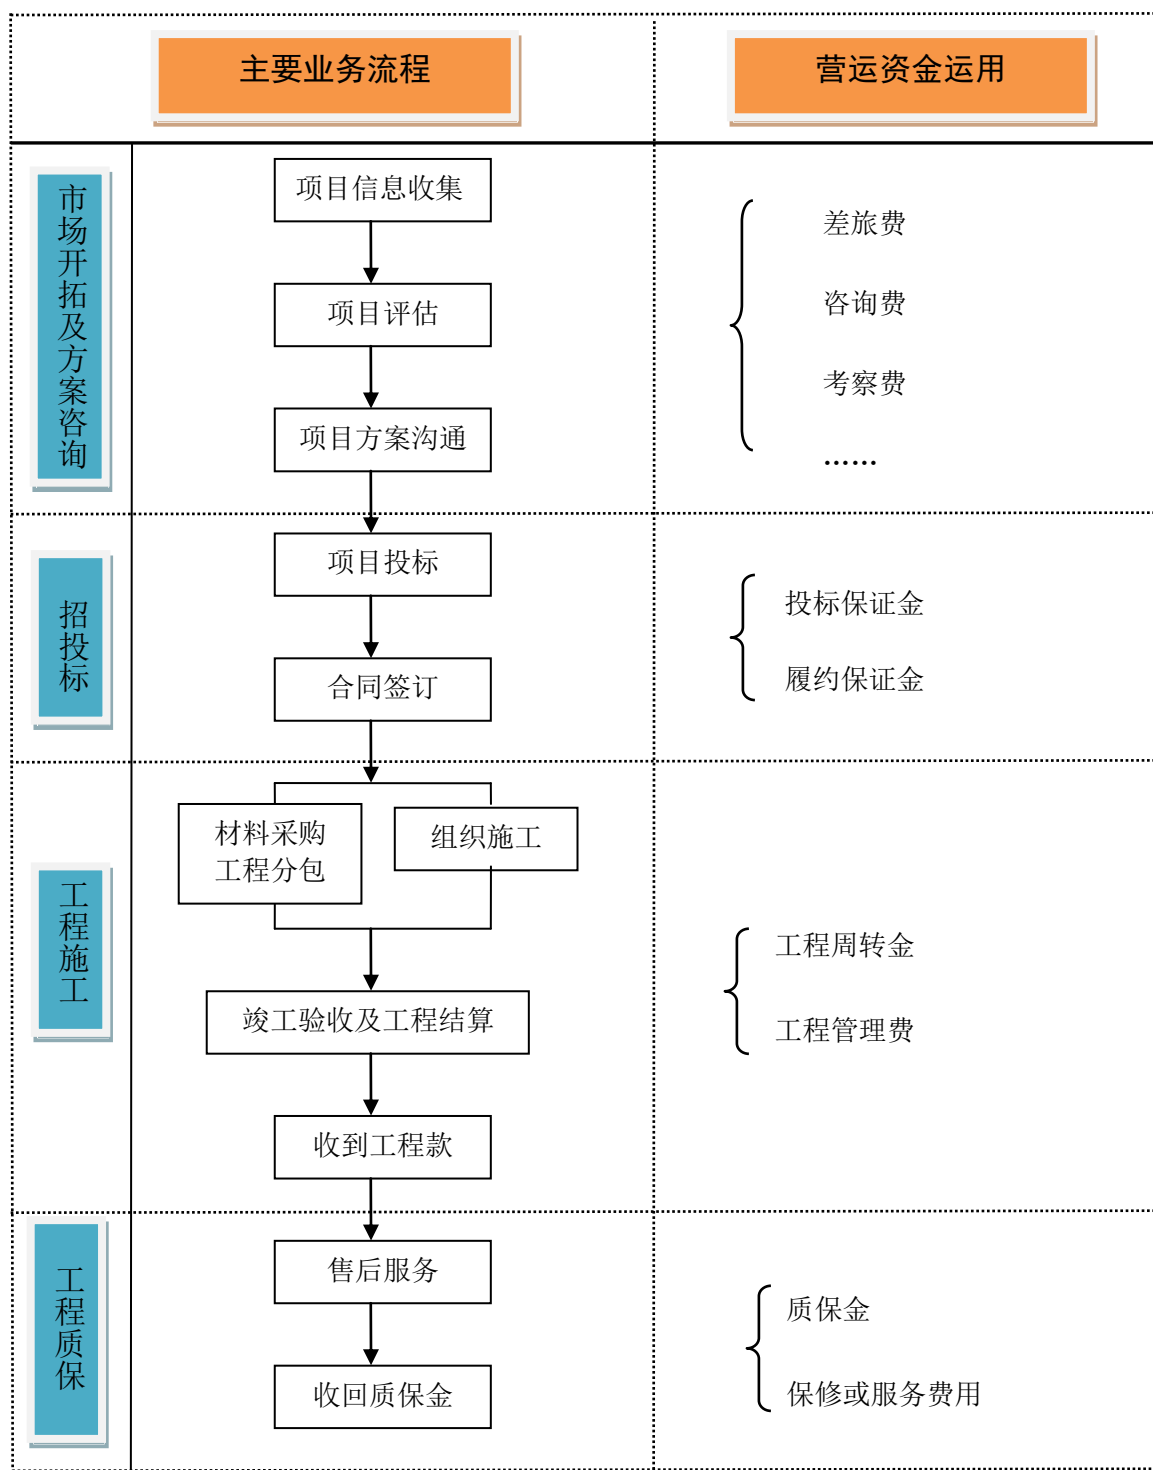 主要业务流程
营运资金运用
市场开拓及方案咨询
项目信息收集
项目评估
项目方案沟通
差旅费
咨询费
考察费
……
招投标
项目投标
合同签订
投标保证金
履约保证金
工程施工
材料采购
工程分包
组织施工
竣工验收及工程结算
收到工程款
工程周转金
工程管理费
工程质保
售后服务
收回质保金
质保金
保修或服务费用